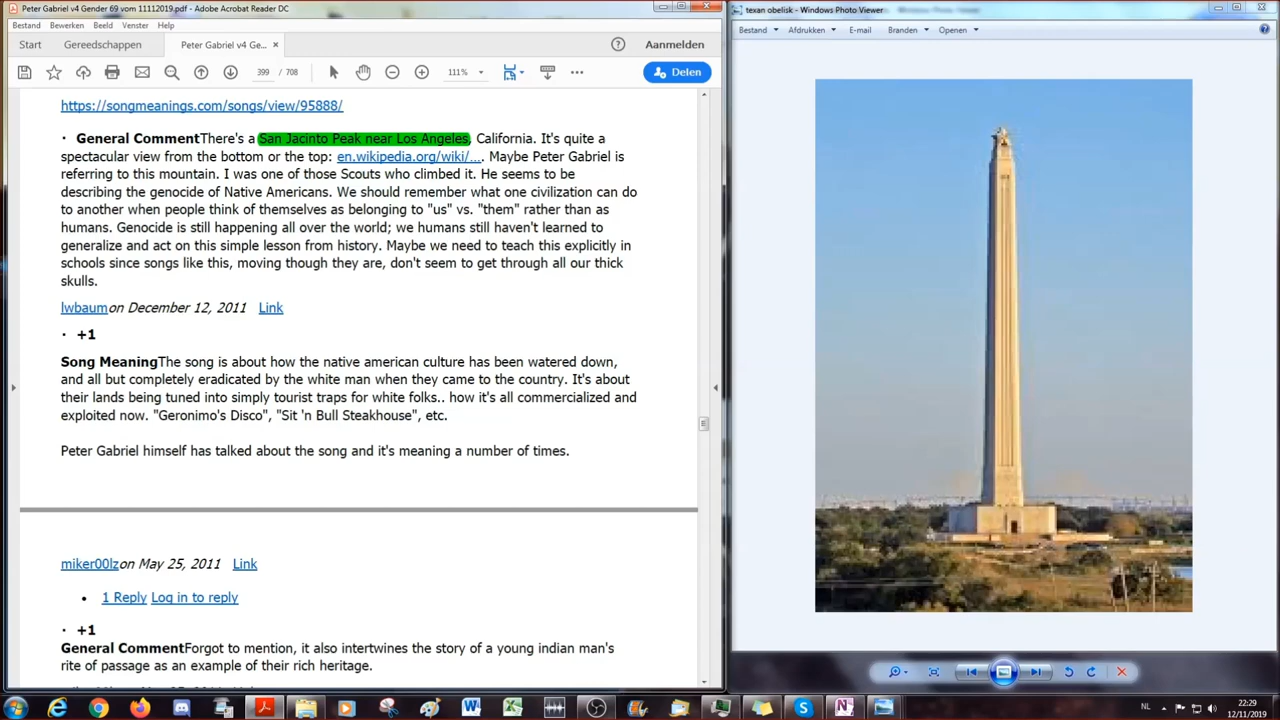 Peter Gabriel v4 Gender 69 vom 11112019.pdf - Adobe Acrobat Reader DC
Bestand Bewerken Beeld Venster Help
Start Gereedschappen Peter Gabriel v4 Ge... × Aanmelden
399 / 708 111% Delen
https://songmeanings.com/songs/view/95888/
· General CommentThere's a San Jacinto Peak near Los Angeles, California. It's quite a
spectacular view from the bottom or the top: en.wikipedia.org/wiki/.... Maybe Peter Gabriel is
referring to this mountain. I was one of those Scouts who climbed it. He seems to be
describing the genocide of Native Americans. We should remember what one civilization can do
to another when people think of themselves as belonging to "us" vs. "them" rather than as
humans. Genocide is still happening all over the world; we humans still haven't learned to
generalize and act on this simple lesson from history. Maybe we need to teach this explicitly in
schools since songs like this, moving though they are, don't seem to get through all our thick
skulls.
lwbaumon December 12, 2011 Link
· +1
Song MeaningThe song is about how the native american culture has been watered down,
and all but completely eradicated by the white man when they came to the country. It's about
their lands being tuned into simply tourist traps for white folks.. how it's all commercialized and
exploited now. "Geronimo's Disco", "Sit 'n Bull Steakhouse", etc.
Peter Gabriel himself has talked about the song and it's meaning a number of times.
miker00lzon May 25, 2011 Link
• 1 Reply Log in to reply
· +1
General CommentForgot to mention, it also intertwines the story of a young indian man's
rite of passage as an example of their rich heritage.
texan obelisk - Windows Photo Viewer
Bestand Afdrukken E-mail Branden Openen
NL 22:29
12/11/2019